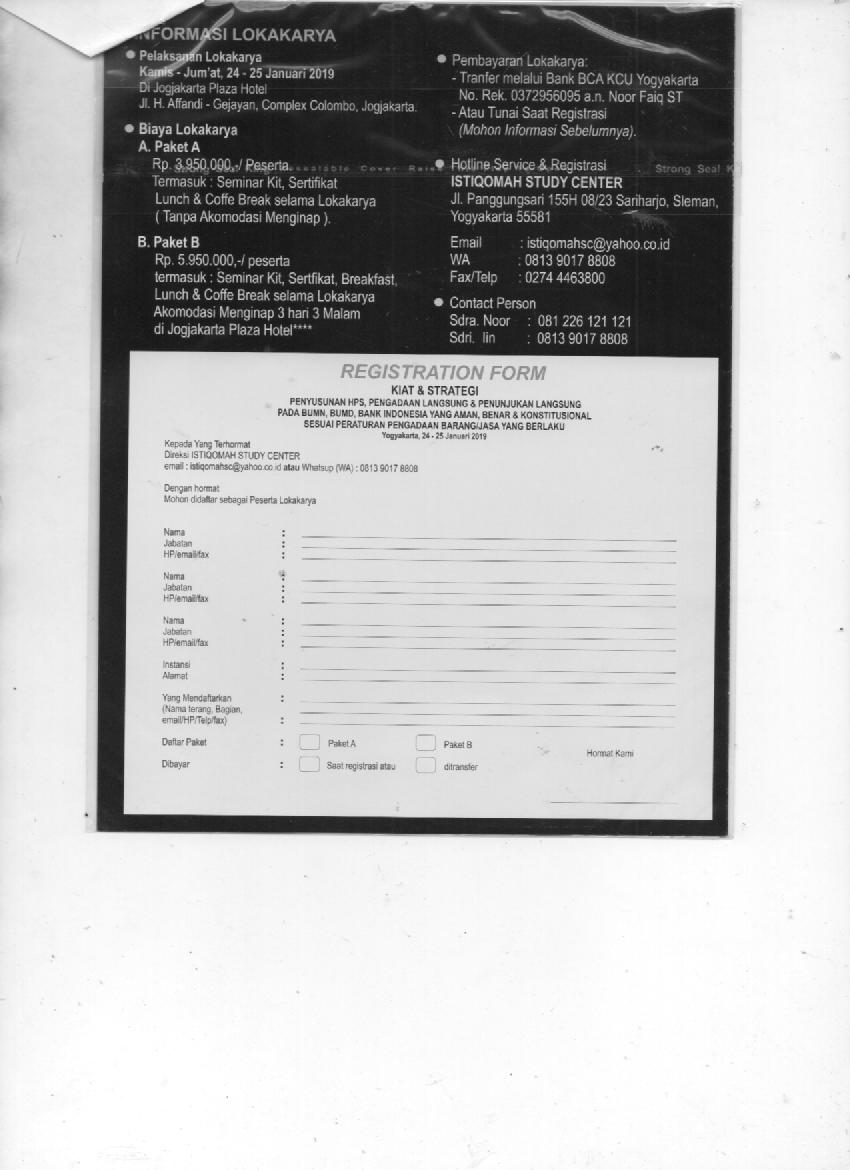 INFORMASI LOKAKARYA
● Pelaksanan Lokakarya
Kamis - Jum'at, 24 - 25 Januari 2019
Di Jogjakarta Plaza Hotel
Jl. H. Affandi - Gejayan, Complex Colombo, Jogjakarta.
● Biaya Lokakarya
A. Paket A
Rp. 3.950.000,-/ Peserta
Termasuk : Seminar Kit, Sertifikat
Lunch & Coffe Break selama Lokakarya
( Tanpa Akomodasi Menginap ).
B. Paket B
Rp. 5.950.000,-/ peserta
termasuk : Seminar Kit, Sertfikat, Breakfast,
Lunch & Coffe Break selama Lokakarya
Akomodasi Menginap 3 hari 3 Malam
di Jogjakarta Plaza Hotel****
● Pembayaran Lokakarya:
- Tranfer melalui Bank BCA KCU Yogyakarta
No. Rek. 0372956095 a.n. Noor Faiq ST
- Atau Tunai Saat Registrasi
(Mohon Informasi Sebelumnya).
● Hotline Service & Registrasi
Strong Seal
ISTIQOMAH STUDY CENTER
Jl. Panggungsari 155H 08/23 Sariharjo, Sleman,
Yogyakarta 55581
Email : istiqomahsc@yahoo.co.id
WA : 0813 9017 8808
Fax/Telp : 0274 4463800
● Contact Person
Sdra. Noor : 081 226 121 121
Sdri. Iin : 0813 9017 8808
REGISTRATION FORM
KIAT & STRATEGI
PENYUSUNAN HPS, PENGADAAN LANGSUNG & PENUNJUKAN LANGSUNG
PADA BUMN, BUMD, BANK INDONESIA YANG AMAN, BENAR & KONSTITUSIONAL
SESUAI PERATURAN PENGADAAN BARANG/JASA YANG BERLAKU
Yogyakarta, 24 - 25 Januari 2019
Kepada Yang Terhormat
Direksi ISTIQOMAH STUDY CENTER
email : istiqomahsc@yahoo.co.id atau Whatsup (WA) : 0813 9017 8808
Dengan hormat
Mohon didaftar sebagai Peserta Lokakarya
Nama :
Jabatan :
HP/email/fax :
Nama :
Jabatan :
HP/email/fax :
Nama :
Jabatan :
HP/email/fax :
Instansi :
Alamat :
Yang Mendaftarkan :
(Nama terang, Bagian,
email/HP/Telp/fax) :
Daftar Paket : Paket A Paket B
Hormat Kami
Dibayar : Saat registrasi atau ditransfer